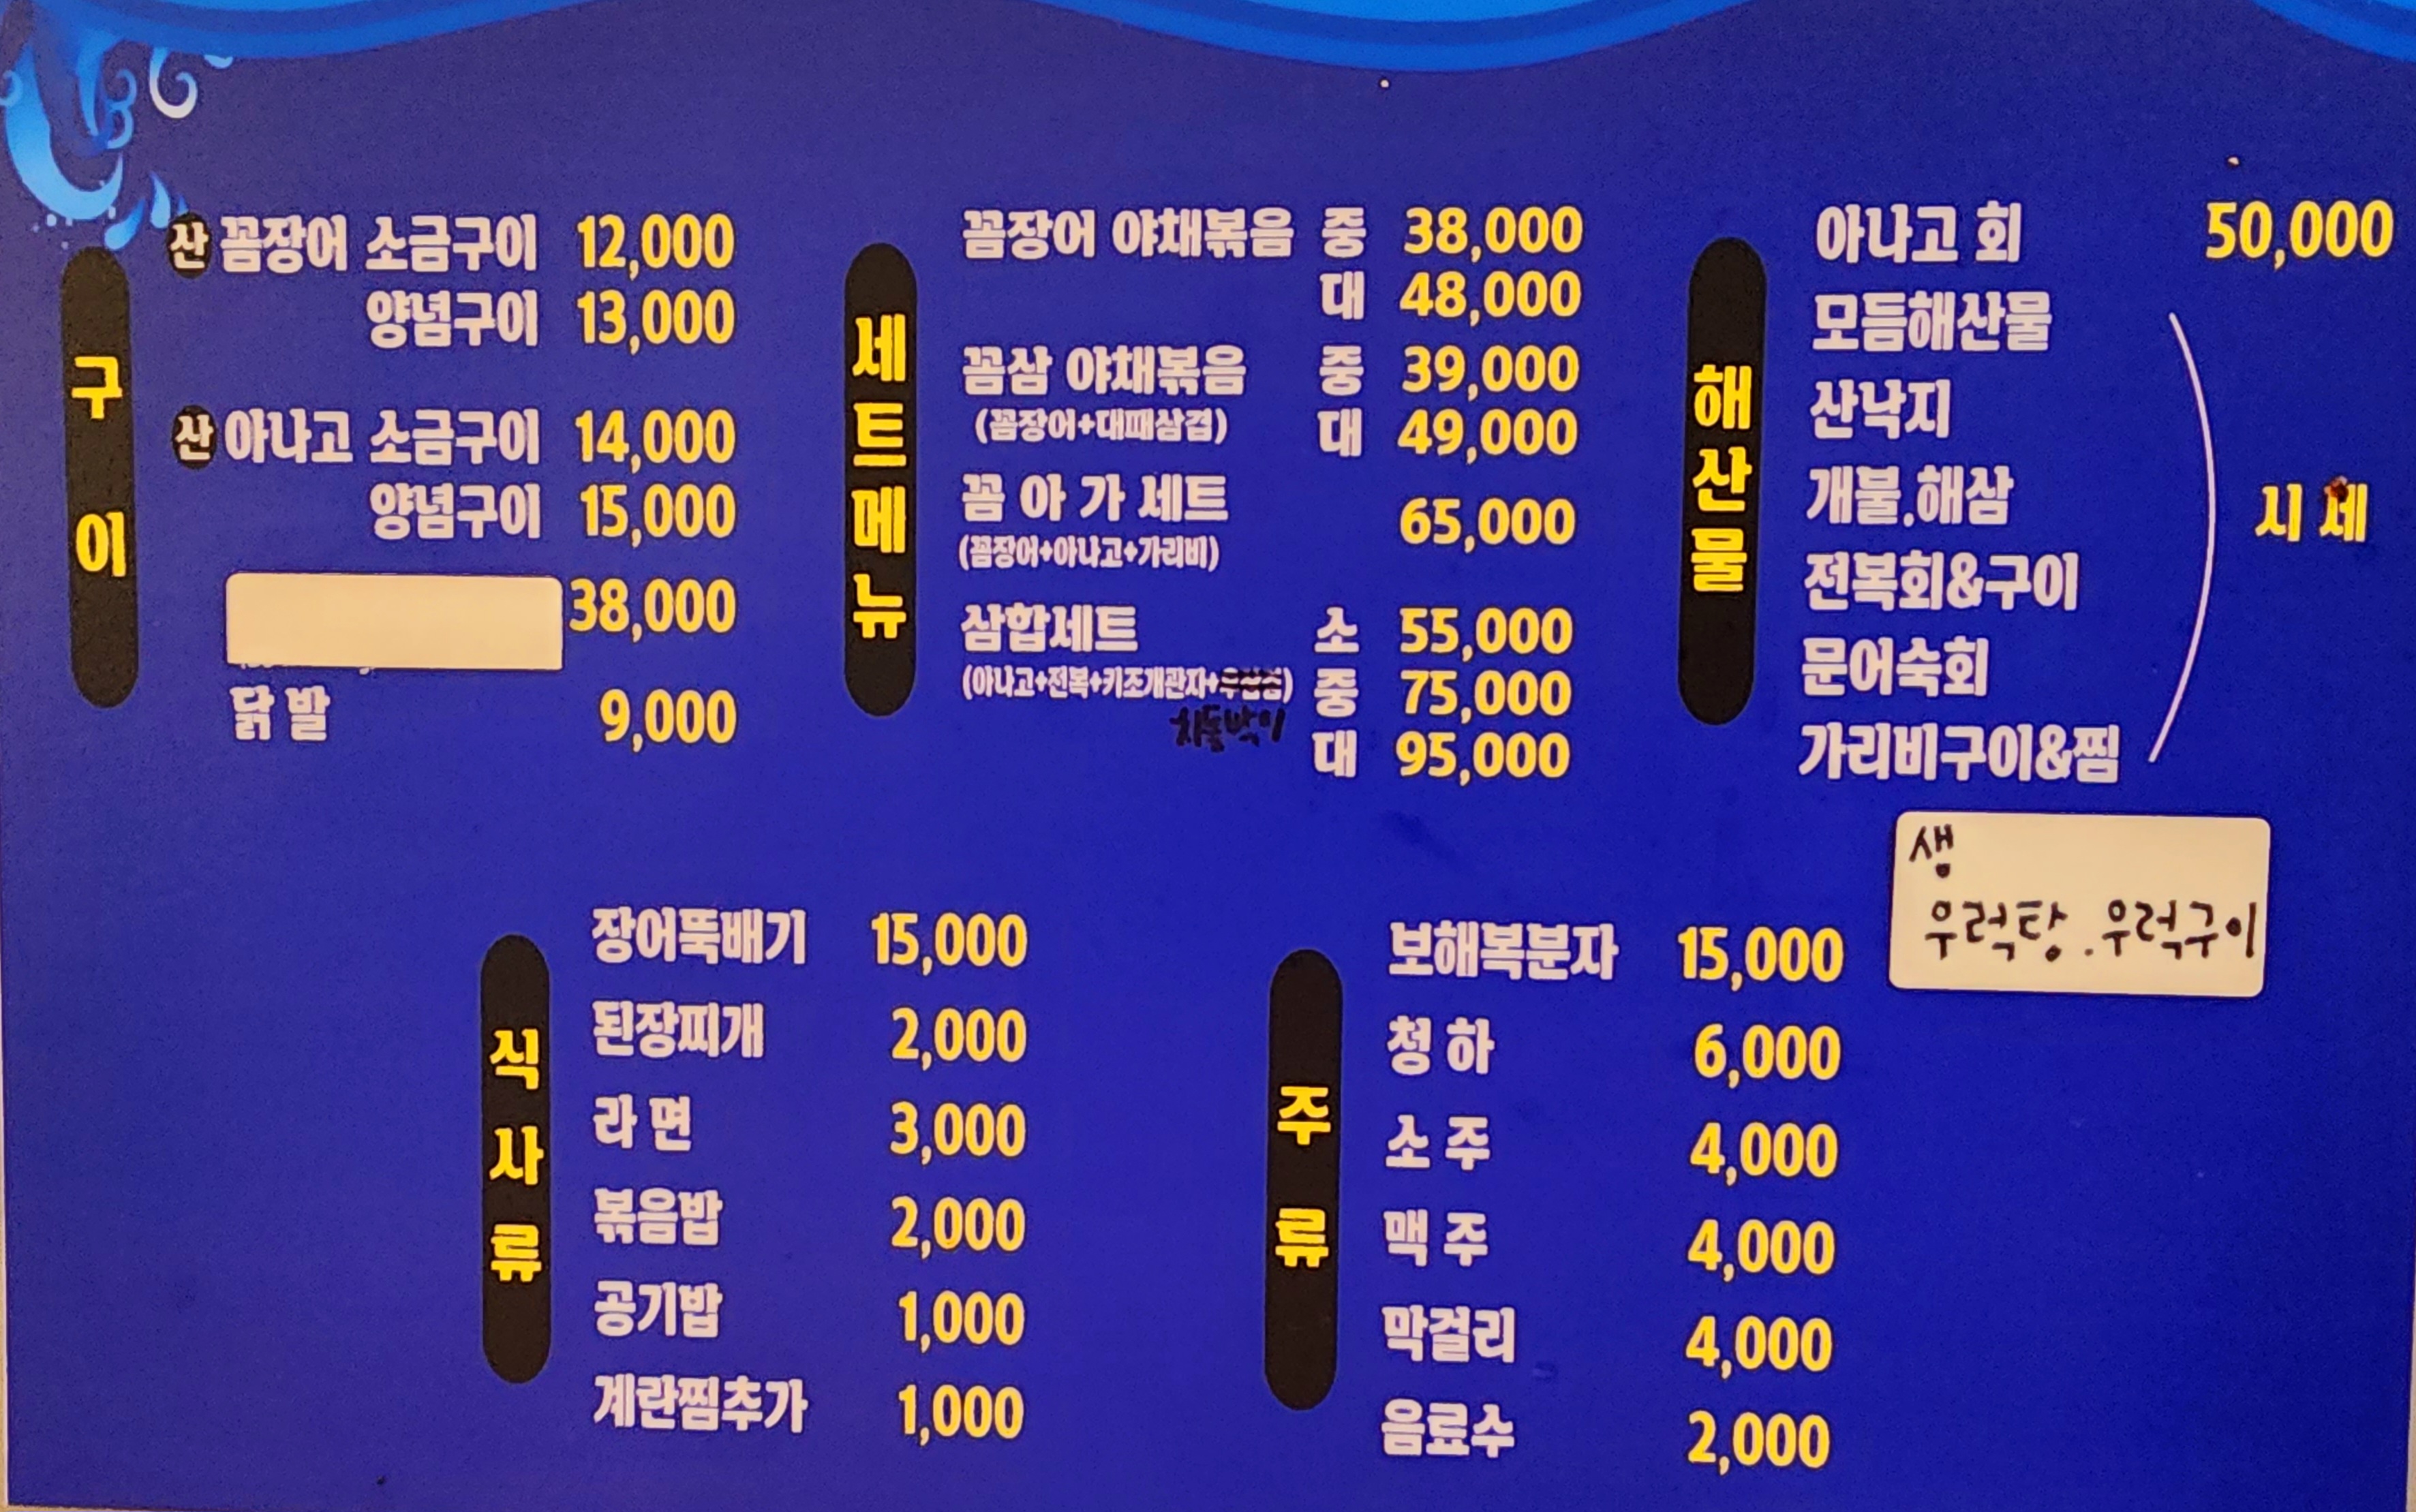 구이
산 꼼장어 소금구이 12,000
양념구이 13,000
산 아나고 소금구이 14,000
양념구이 15,000
38,000
닭 발 9,000
세트메뉴
꼼장어 야채볶음 중 38,000
대 48,000
꼼삼 야채볶음 중 39,000
(꼼장어+대패삼겹) 대 49,000
꼼 아 가 세트 65,000
(꼼장어+아나고+가리비)
삼합세트 소 55,000
(아나고+전복+키조개관자+) 중 75,000
차돌박이
대 95,000
해산물
아나고 회 50,000
모듬해산물
산낙지
개불.해삼
전복회&구이
문어숙회
가리비구이&찜
시세
생
우럭탕.우럭구이
식사류
장어뚝배기 15,000
된장찌개 2,000
라 면 3,000
볶음밥 2,000
공기밥 1,000
계란찜추가 1,000
주류
보해복분자 15,000
청 하 6,000
소 주 4,000
맥 주 4,000
막걸리 4,000
음료수 2,000